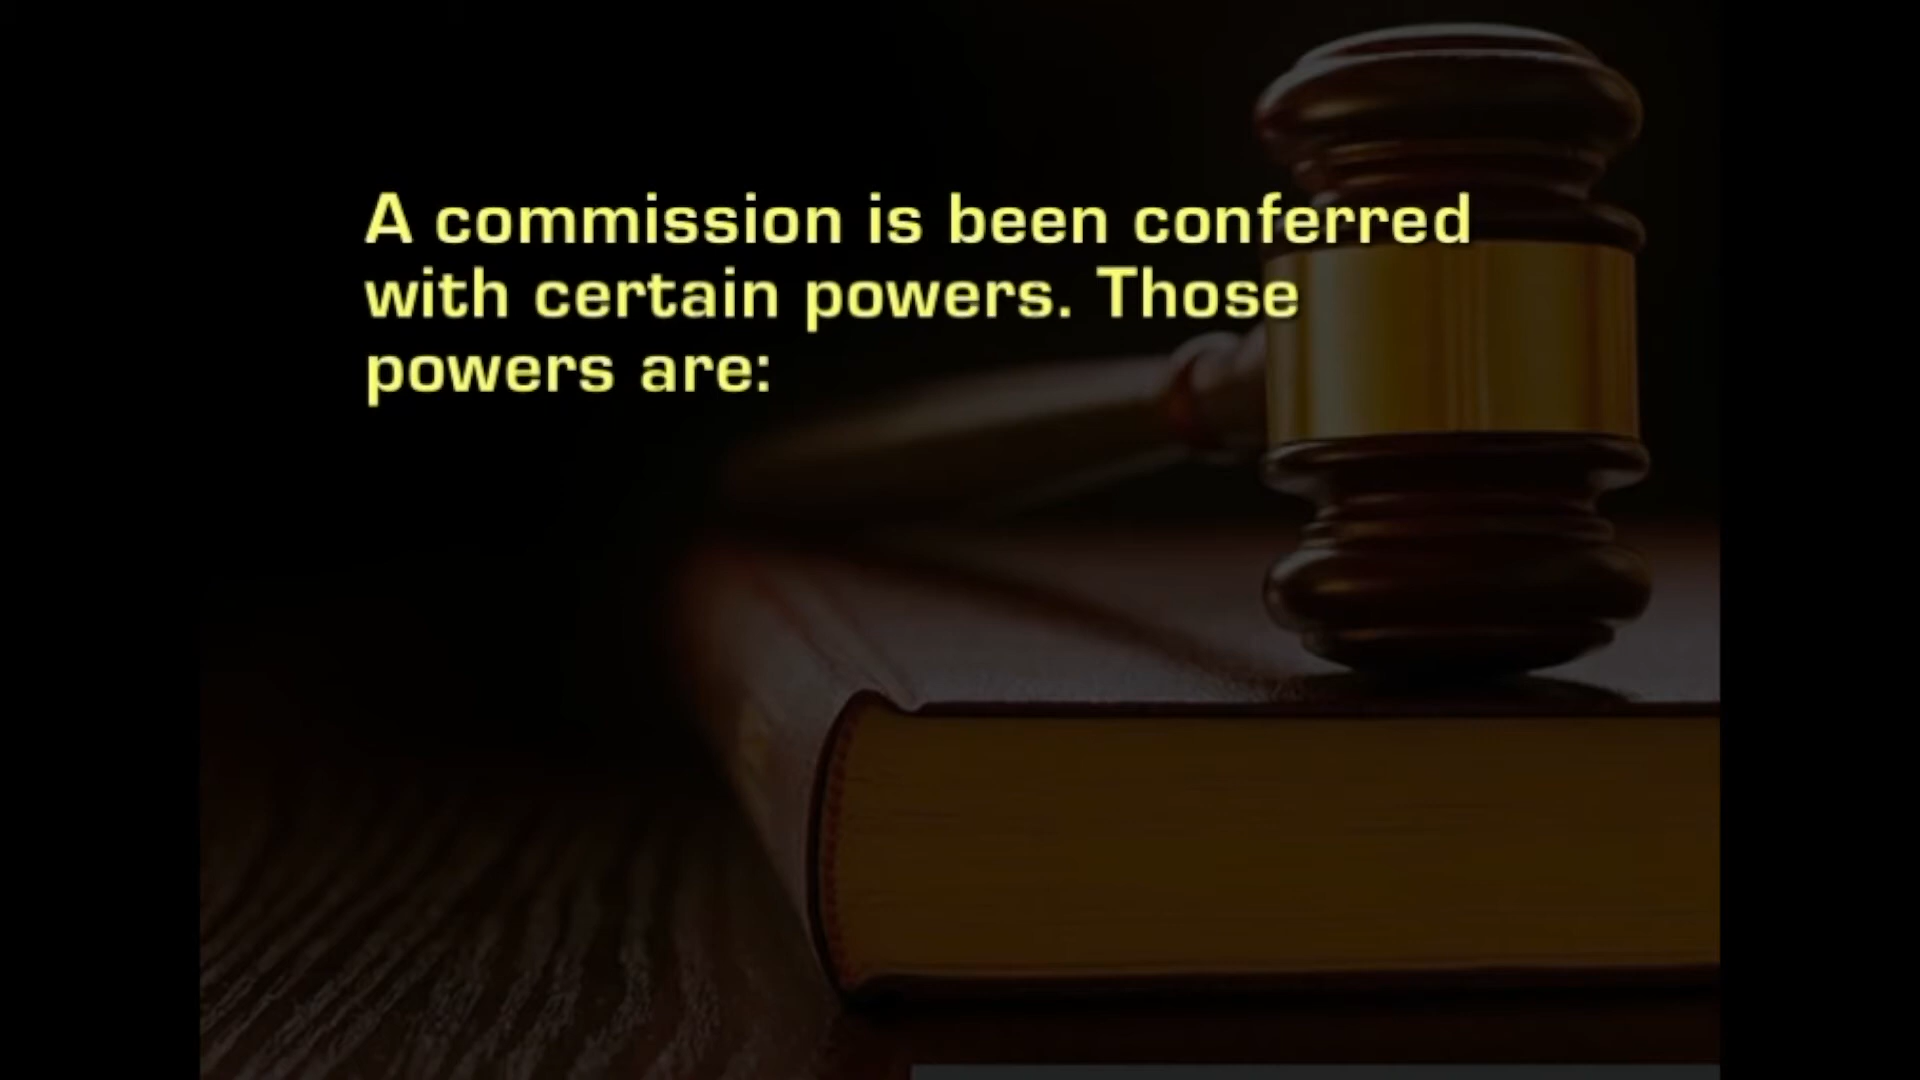 A commission is been conferred
with certain powers. Those
powers are: